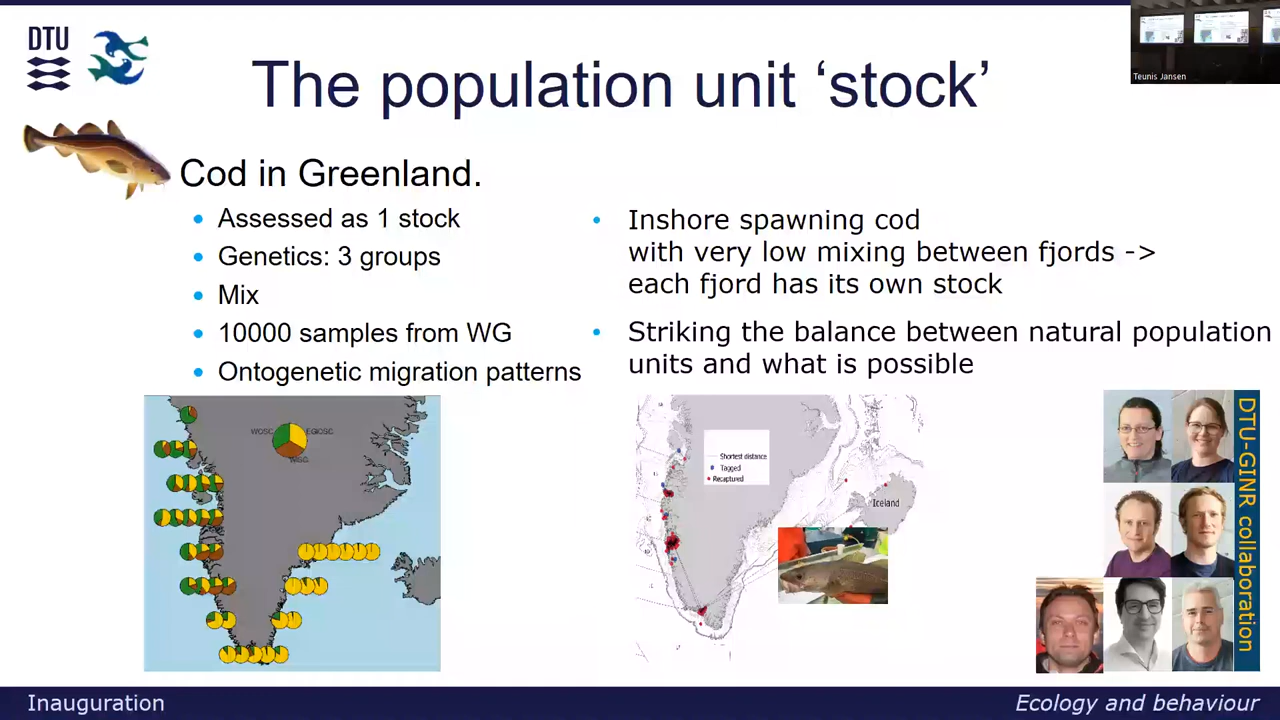 DTU
Teunis Jansen
The population unit ‘stock’
Cod in Greenland.
• Assessed as 1 stock
• Genetics: 3 groups
• Mix
• 10000 samples from WG
• Ontogenetic migration patterns
• Inshore spawning cod
with very low mixing between fjords ->
each fjord has its own stock
• Striking the balance between natural population
units and what is possible
Shortest distance
Tagged
Recaptured
Iceland
DTU-GINR collaboration
Inauguration
Ecology and behaviour